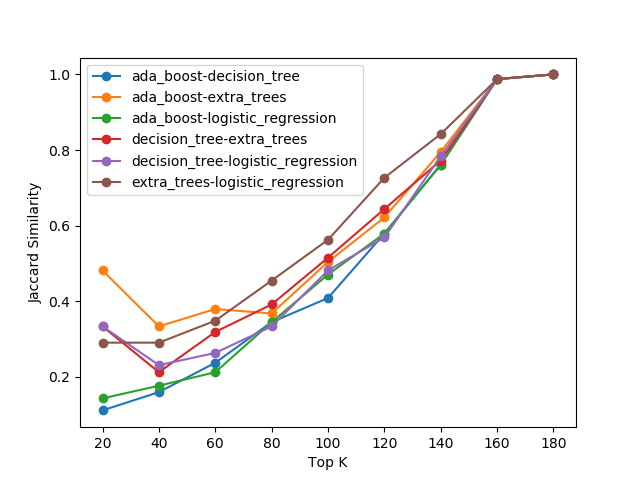 1.0
0.8
0.6
0.4
0.2
Jaccard Similarity
ada_boost-decision_tree
ada_boost-extra_trees
ada_boost-logistic_regression
decision_tree-extra_trees
decision_tree-logistic_regression
extra_trees-logistic_regression
20 40 60 80 100 120 140 160 180
Top K